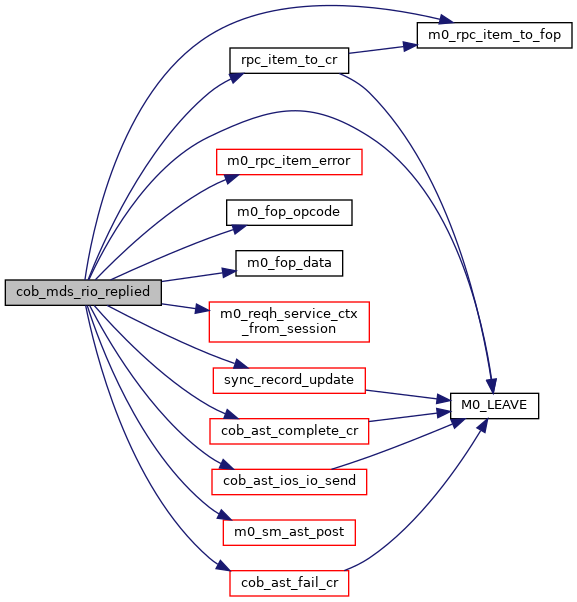 m0_rpc_item_to_fop
rpc_item_to_cr
m0_rpc_item_error
m0_fop_opcode
m0_fop_data
cob_mds_rio_replied
m0_reqh_service_ctx
_from_session
sync_record_update
M0_LEAVE
cob_ast_complete_cr
cob_ast_ios_io_send
m0_sm_ast_post
cob_ast_fail_cr